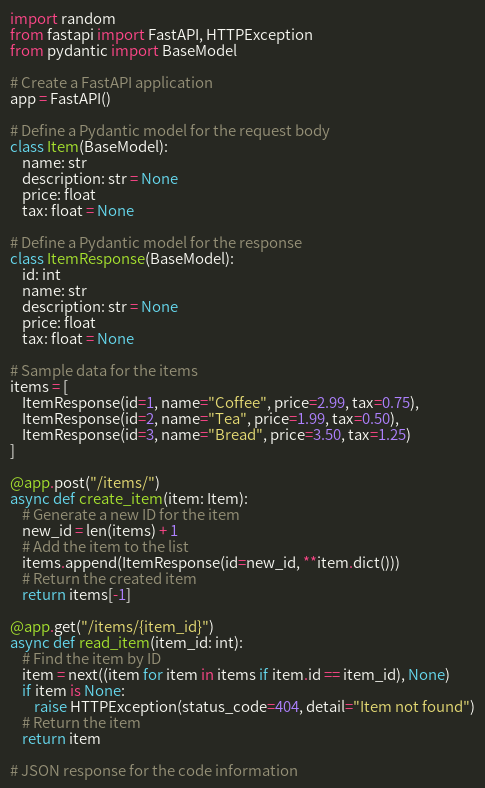 import random
from fastapi import FastAPI, HTTPException
from pydantic import BaseModel

# Create a FastAPI application
app = FastAPI()

# Define a Pydantic model for the request body
class Item(BaseModel):
    name: str
    description: str = None
    price: float
    tax: float = None

# Define a Pydantic model for the response
class ItemResponse(BaseModel):
    id: int
    name: str
    description: str = None
    price: float
    tax: float = None

# Sample data for the items
items = [
    ItemResponse(id=1, name="Coffee", price=2.99, tax=0.75),
    ItemResponse(id=2, name="Tea", price=1.99, tax=0.50),
    ItemResponse(id=3, name="Bread", price=3.50, tax=1.25)
]

@app.post("/items/")
async def create_item(item: Item):
    # Generate a new ID for the item
    new_id = len(items) + 1
    # Add the item to the list
    items.append(ItemResponse(id=new_id, **item.dict()))
    # Return the created item
    return items[-1]

@app.get("/items/{item_id}")
async def read_item(item_id: int):
    # Find the item by ID
    item = next((item for item in items if item.id == item_id), None)
    if item is None:
        raise HTTPException(status_code=404, detail="Item not found")
    # Return the item
    return item

# JSON response for the code information